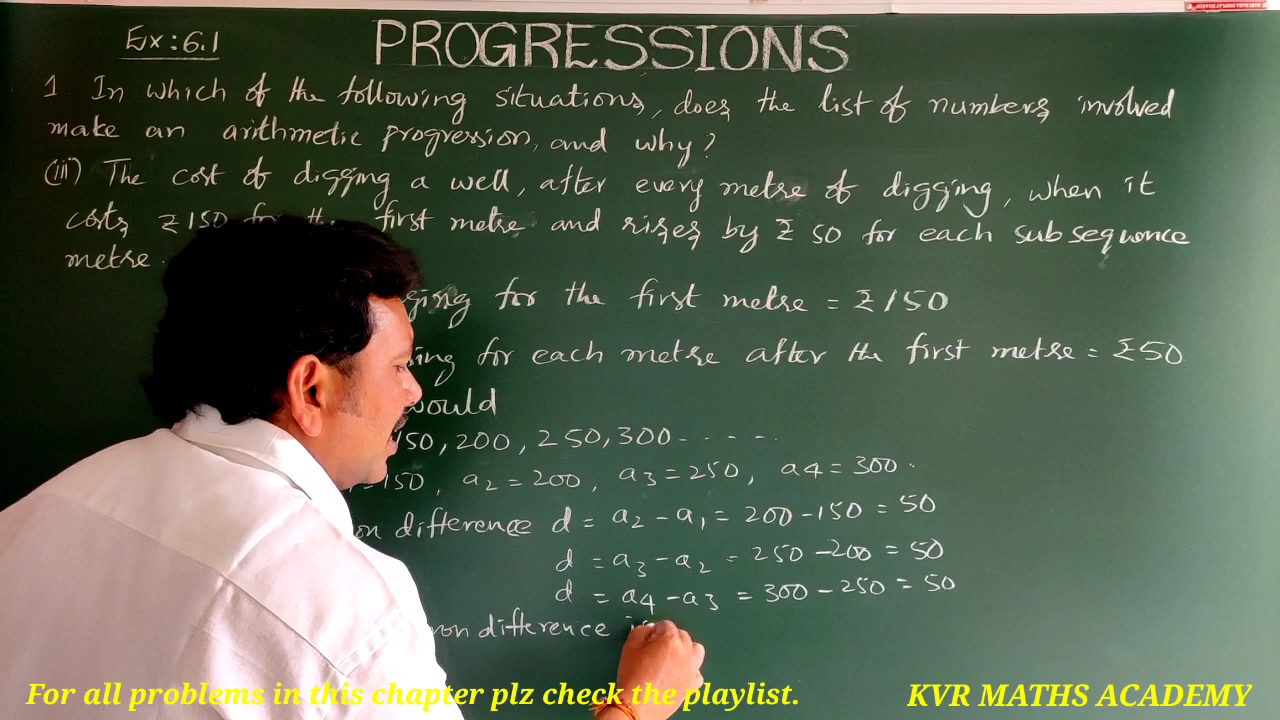 Ex:6.1
PROGRESSIONS
1. In which of the following situations, does the list of numbers involved
make an arithmetic progression, and why?
(iii) The cost of digging a well, after every metre of digging, when it
costs ₹150 for the first metre and rises by ₹ 50 for each subsequence
metre.
ging for the first metre = ₹150
ing for each metre after the first metre = ₹50
would
150, 200, 250, 300- - - - -
=150, a2 = 200, a3 = 250, a4 = 300.
on difference d = a2 - a1 = 200 - 150 = 50
d = a3 - a2 = 250 - 200 = 50
d = a4 - a3 = 300 - 250 = 50
on difference is
For all problems in this chapter plz check the playlist.
KVR MATHS ACADEMY